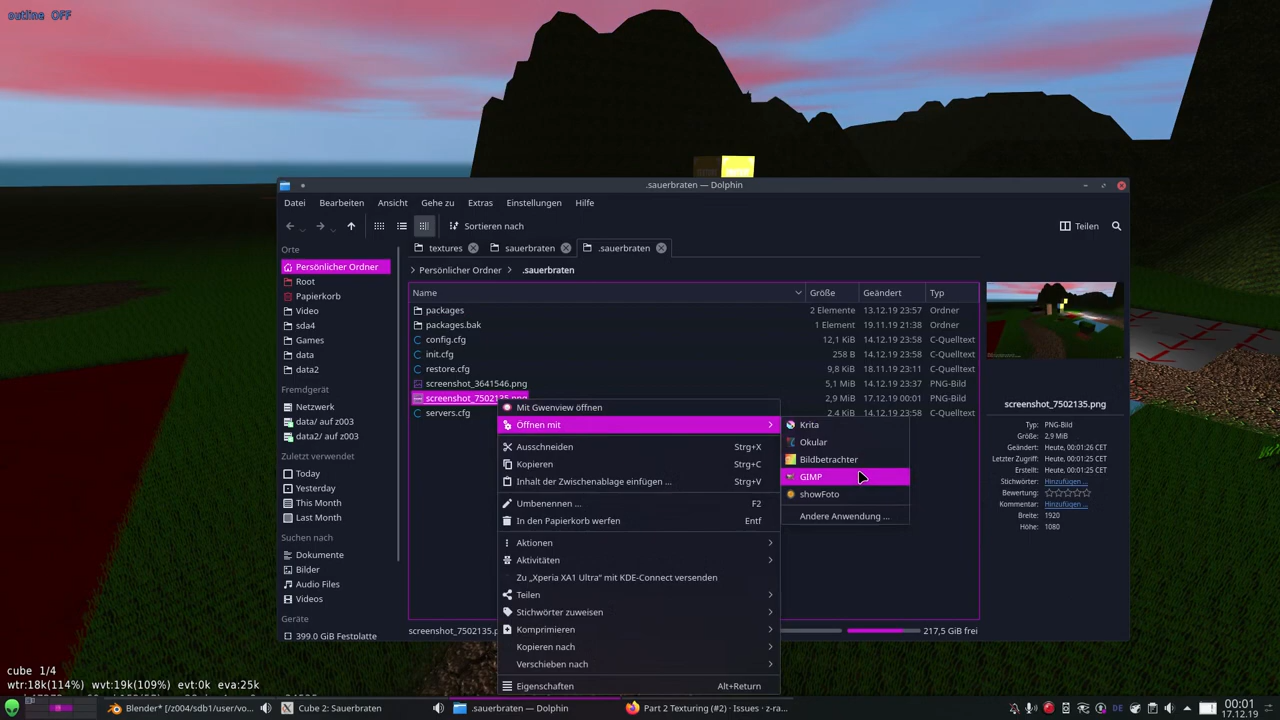 outline OFF
.sauerbraten — Dolphin
Datei Bearbeiten Ansicht Gehe zu Extras Einstellungen Hilfe
Sortieren nach
Teilen
textures sauerbraten .sauerbraten
Orte
Persönlicher Ordner
Root
Papierkorb
Video
sda4
Games
data
data2
Fremdgerät
Netzwerk
data/ auf z003
data2/ auf z003
Zuletzt verwendet
Today
Yesterday
This Month
Last Month
Suchen nach
Dokumente
Bilder
Audio Files
Videos
Geräte
399.0 GiB Festplatte
Persönlicher Ordner > .sauerbraten
Name Größe Geändert Typ
packages 2 Elemente 13.12.19 23:57 Ordner
packages.bak 1 Element 19.11.19 21:38 Ordner
config.cfg 12,1 KiB 14.12.19 23:58 C-Quelltext
init.cfg 258 B 14.12.19 23:58 C-Quelltext
restore.cfg 9,8 KiB 18.11.19 23:11 C-Quelltext
screenshot_3641546.png 5,1 MiB 14.12.19 23:37 PNG-Bild
screenshot_7502135.png 2,9 MiB 17.12.19 00:01 PNG-Bild
servers.cfg 2,4 KiB 14.12.19 23:58 C-Quelltext
Mit Gwenview öffnen
Öffnen mit
Ausschneiden Strg+X
Kopieren Strg+C
Inhalt der Zwischenablage einfügen ... Strg+V
Umbenennen ... F2
In den Papierkorb werfen Entf
Aktionen
Aktivitäten
Zu „Xperia XA1 Ultra“ mit KDE-Connect versenden
Teilen
Stichwörter zuweisen
Komprimieren
Kopieren nach
Verschieben nach
Eigenschaften Alt+Return
Krita
Okular
Bildbetrachter
GIMP
showFoto
Andere Anwendung ...
screenshot_7502135.png
Typ: PNG-Bild
Größe: 2,9 MiB
Geändert: 00:01:26 CET
Letzter Zugriff: 00:01:25 CET
Erstellt: 00:01:25 CET
Stichwörter: Hinzufügen ...
Bewertung:
Kommentar: Hinzufügen ...
Breite: 1920
Höhe: 1080
screenshot_7502135.p
217,5 GiB frei
cube 1/4
wtr:18k(114%) wvt:19k(109%) evt:0k eva:25k
Blender* [/z004/sdb1/user/vo... Cube 2: Sauerbraten .sauerbraten — Dolphin Part 2 Texturing (#2) · Issues · z-ra...
DE
00:01
17.12.19